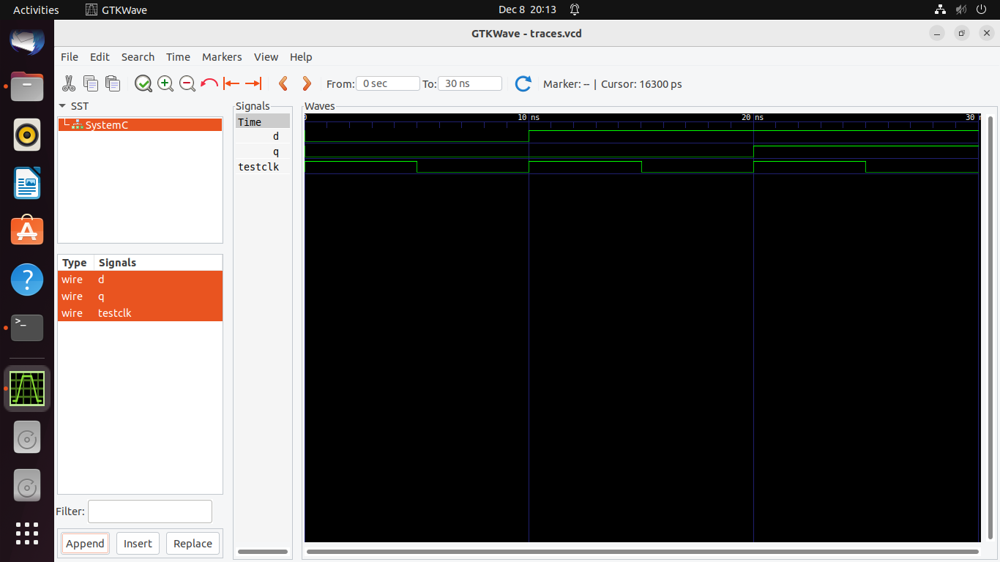 Activities GTKWave Dec 8 20:13
GTKWave - traces.vcd
File Edit Search Time Markers View Help
From: 0 sec To: 30 ns Marker: -- | Cursor: 16300 ps
SST
SystemC
Type Signals
wire d
wire q
wire testclk
Filter:
Append Insert Replace
Signals
Time
d
q
testclk
Waves
0 10 ns 20 ns 30